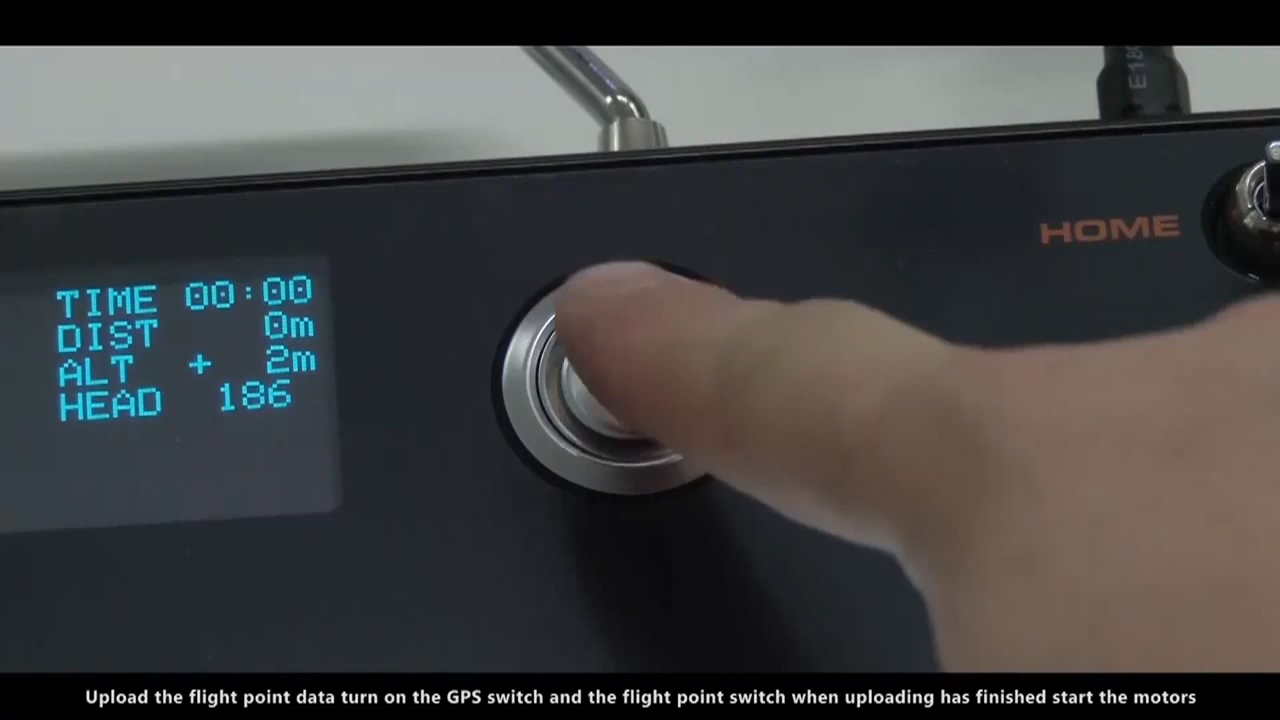 E180
HOME
TIME 00:00
DIST 0m
ALT + 2m
HEAD 186
Upload the flight point data turn on the GPS switch and the flight point switch when uploading has finished start the motors